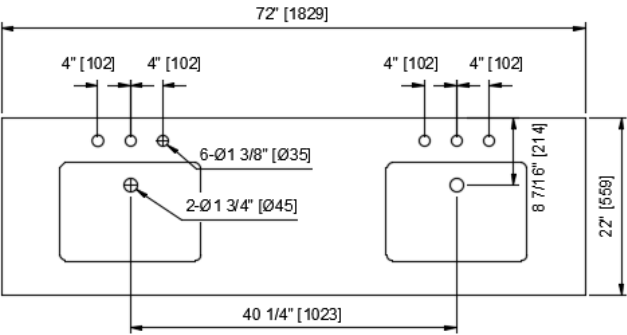 72" [1829]
4" [102]
4" [102]
4" [102]
4" [102]
6-Ø1 3/8" [Ø35]
8 7/16" [214]
2-Ø1 3/4" [Ø45]
22" [559]
40 1/4" [1023]